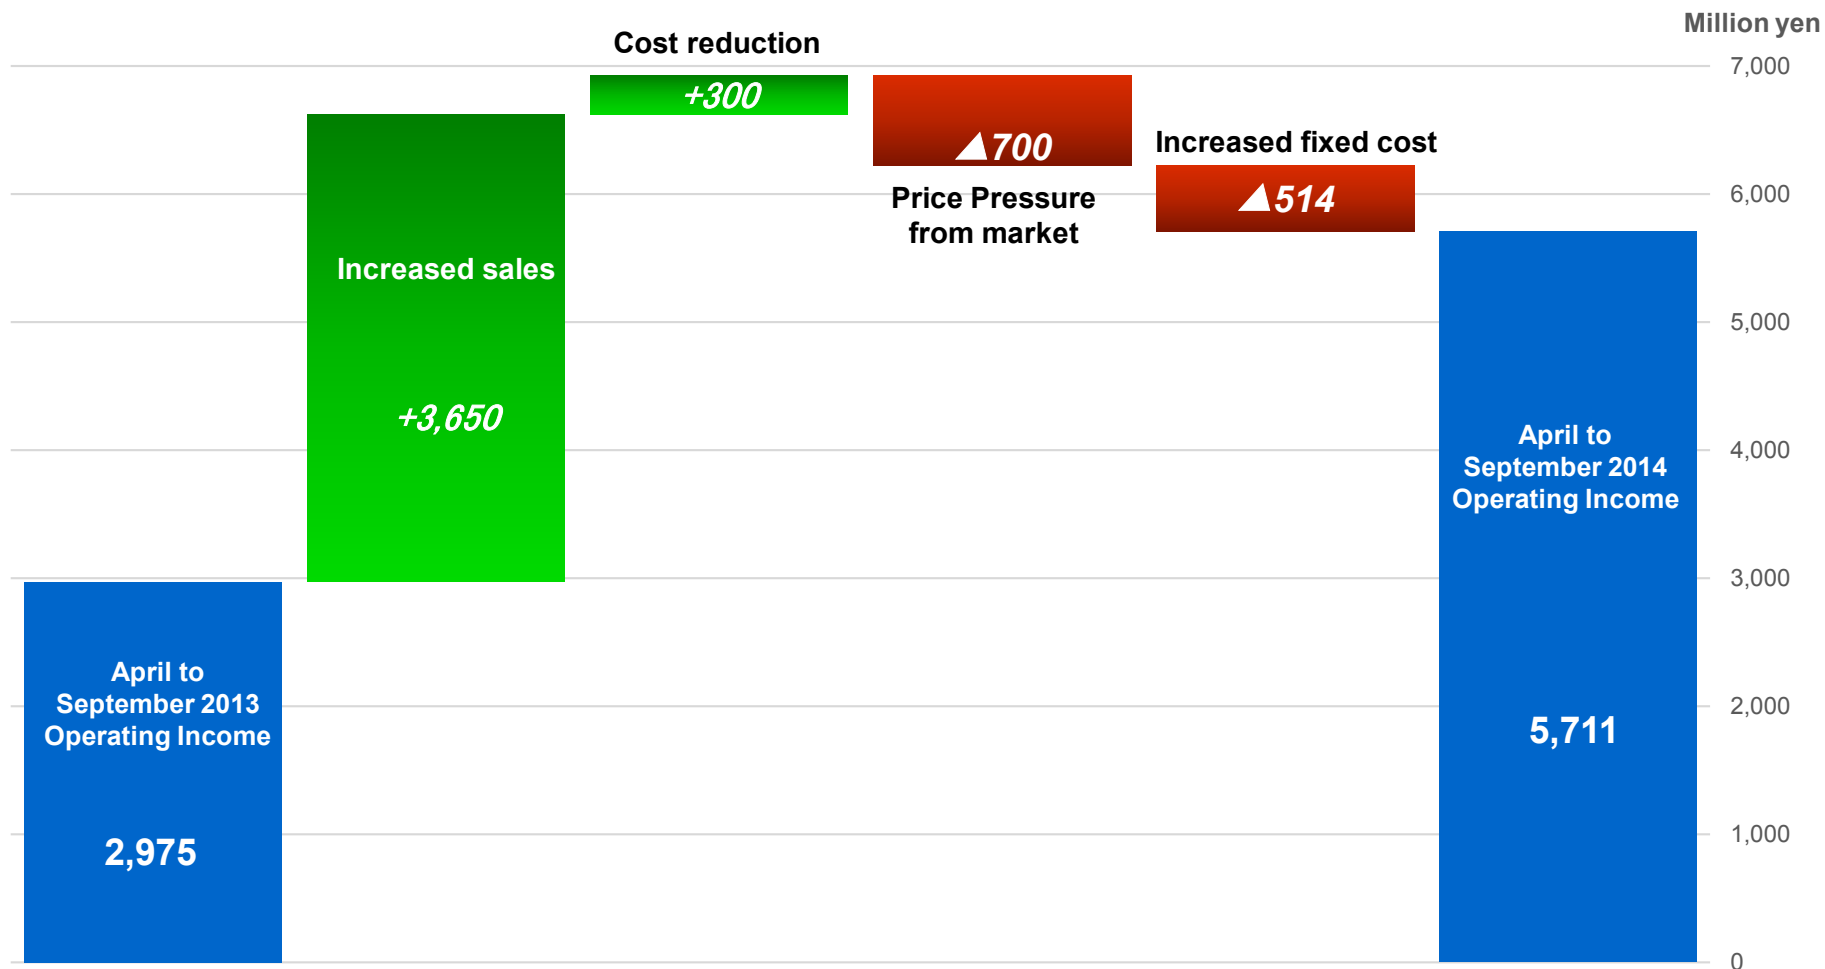 Million yen
Cost reduction
+300
▲700
Price Pressure
from market
Increased fixed cost
▲514
Increased sales
+3,650
April to
September 2013
Operating Income
2,975
April to
September 2014
Operating Income
5,711
7,000
6,000
5,000
4,000
3,000
2,000
1,000
0